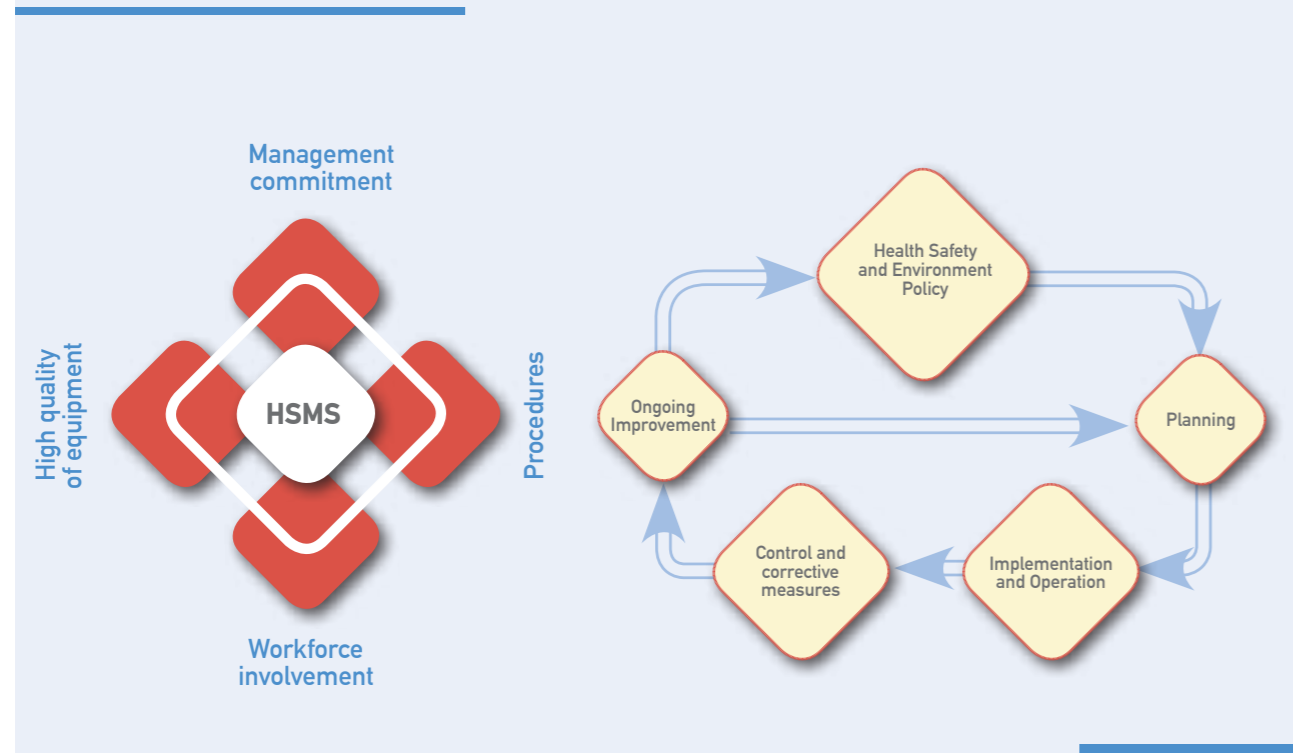 Management
commitment
High quality
of equipment
HSMS
Procedures
Workforce
involvement
Health Safety
and Environment
Policy
Ongoing
Improvement
Planning
Control and
corrective
measures
Implementation
and Operation